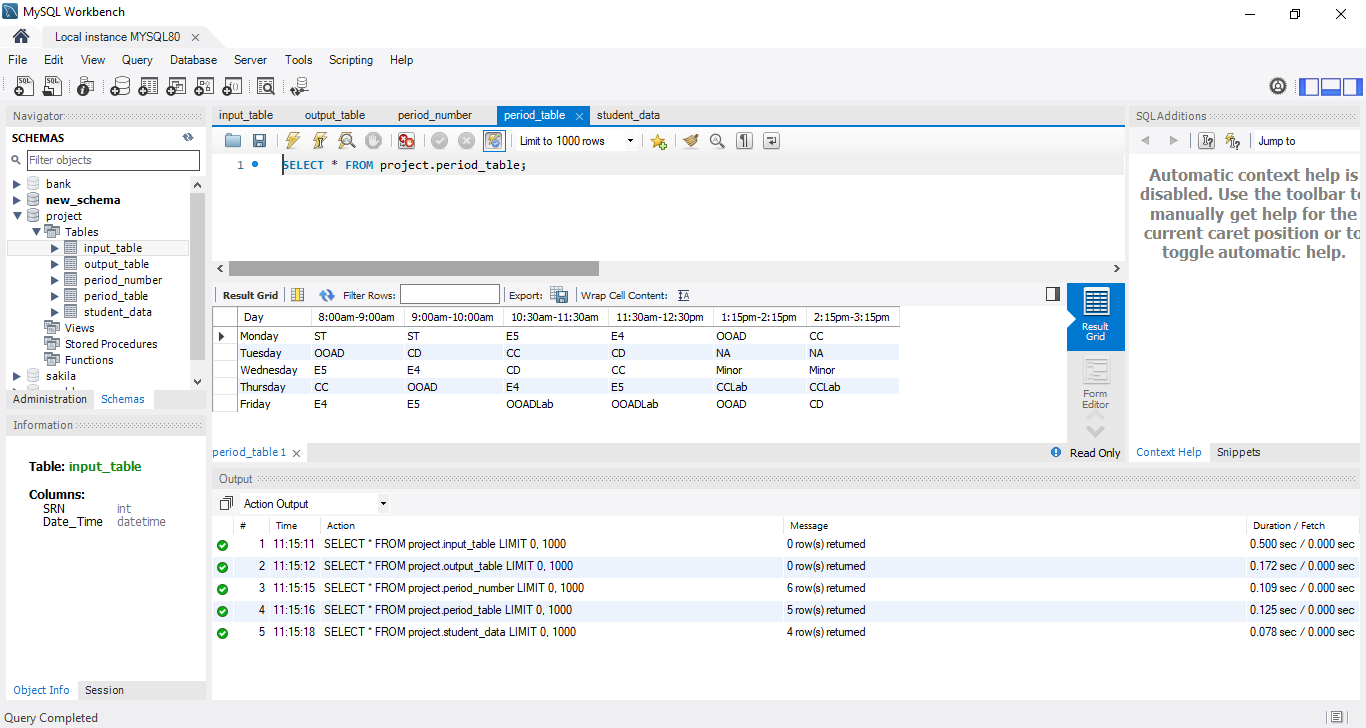 MySQL Workbench
Local instance MYSQL80
File Edit View Query Database Server Tools Scripting Help
Navigator
SCHEMAS
Filter objects
bank
new_schema
project
Tables
input_table
output_table
period_number
period_table
student_data
Views
Stored Procedures
Functions
sakila
Administration Schemas
Information
Table: input_table
Columns:
SRN int
Date_Time datetime
Object Info Session
input_table output_table period_number period_table student_data
Limit to 1000 rows
1 SELECT * FROM project.period_table;
Result Grid Filter Rows: Export: Wrap Cell Content:
Day 8:00am-9:00am 9:00am-10:00am 10:30am-11:30am 11:30am-12:30pm 1:15pm-2:15pm 2:15pm-3:15pm
Monday ST ST E5 E4 OOAD CC
Tuesday OOAD CD CC CD NA NA
Wednesday E5 E4 CD CC Minor Minor
Thursday CC OOAD E4 E5 CCLab CCLab
Friday E4 E5 OOADLab OOADLab OOAD CD
Result
Grid
Form
Editor
period_table 1
Read Only
SQLAdditions
Jump to
Automatic context help is
disabled. Use the toolbar to
manually get help for the
current caret position or to
toggle automatic help.
Context Help Snippets
Output
Action Output
# Time Action Message Duration / Fetch
1 11:15:11 SELECT * FROM project.input_table LIMIT 0, 1000 0 row(s) returned 0.500 sec / 0.000 sec
2 11:15:12 SELECT * FROM project.output_table LIMIT 0, 1000 0 row(s) returned 0.172 sec / 0.000 sec
3 11:15:15 SELECT * FROM project.period_number LIMIT 0, 1000 6 row(s) returned 0.109 sec / 0.000 sec
4 11:15:16 SELECT * FROM project.period_table LIMIT 0, 1000 5 row(s) returned 0.125 sec / 0.000 sec
5 11:15:18 SELECT * FROM project.student_data LIMIT 0, 1000 4 row(s) returned 0.078 sec / 0.000 sec
Query Completed